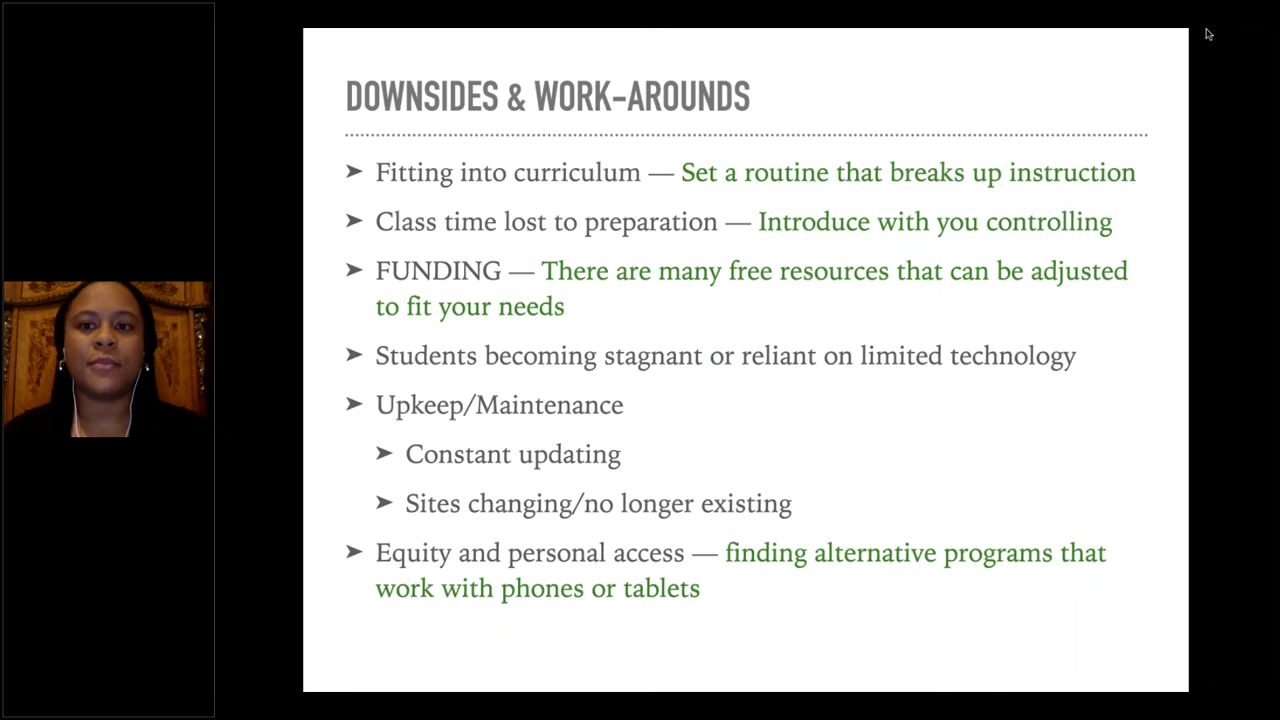 DOWNSIDES & WORK-AROUNDS
➤ Fitting into curriculum — Set a routine that breaks up instruction
➤ Class time lost to preparation — Introduce with you controlling
➤ FUNDING — There are many free resources that can be adjusted
to fit your needs
➤ Students becoming stagnant or reliant on limited technology
➤ Upkeep/Maintenance
➤ Constant updating
➤ Sites changing/no longer existing
➤ Equity and personal access — finding alternative programs that
work with phones or tablets